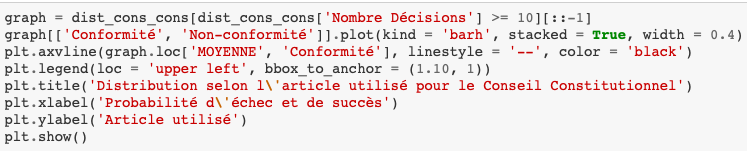 graph = dist_cons_cons[dist_cons_cons['Nombre Décisions'] >= 10][::-1]
graph[['Conformité', 'Non-conformité']].plot(kind = 'barh', stacked = True, width = 0.4)
plt.axvline(graph.loc['MOYENNE', 'Conformité'], linestyle = '--', color = 'black')
plt.legend(loc = 'upper left', bbox_to_anchor = (1.10, 1))
plt.title('Distribution selon l\'article utilisé pour le Conseil Constitutionnel')
plt.xlabel('Probabilité d\'échec et de succès')
plt.ylabel('Article utilisé')
plt.show()